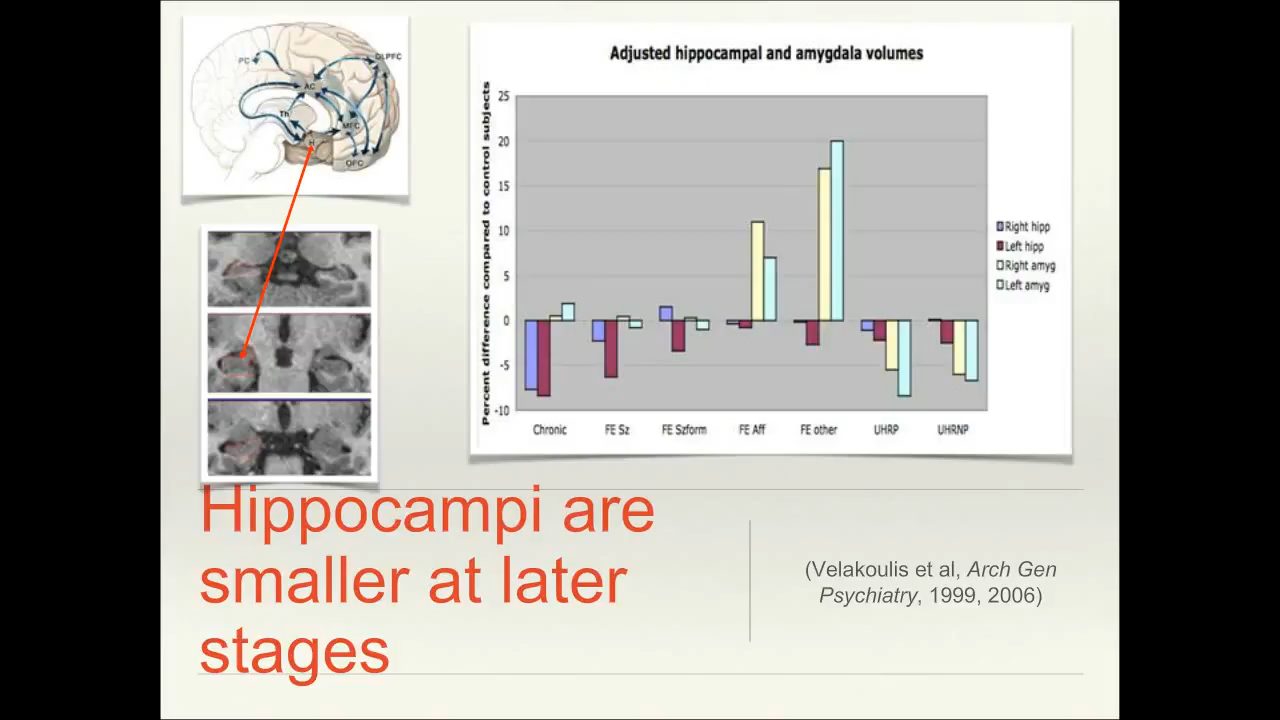 PC
DLPFC
AC
Th
MFC
H
OFC
Adjusted hippocampal and amygdala volumes
Percent difference compared to control subjects
25
20
15
10
5
0
-5
-10
Chronic FE Sz FE Szform FE Aff FE other UHRP UHRNP
Right hipp
Left hipp
Right amyg
Left amyg
Hippocampi are
smaller at later
stages
(Velakoulis et al, Arch Gen
Psychiatry, 1999, 2006)